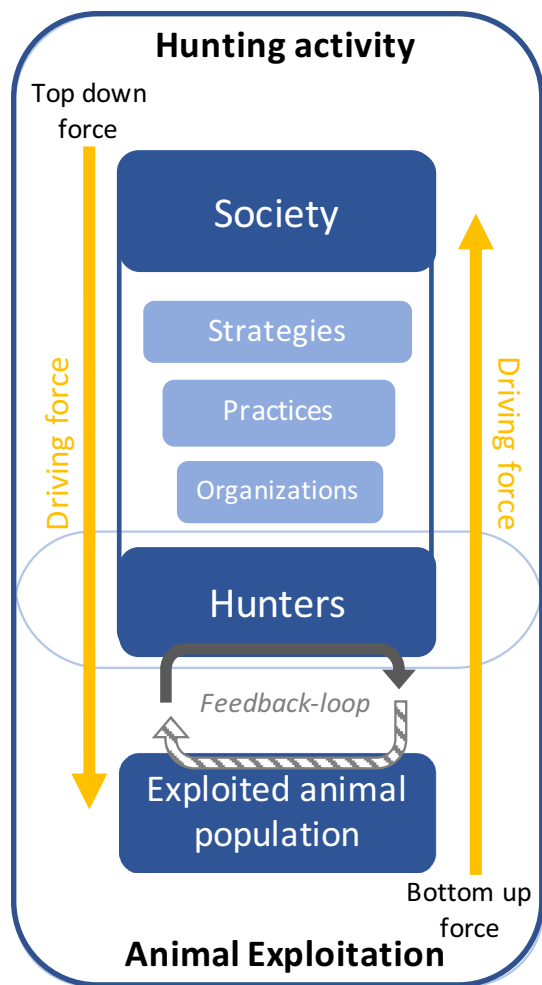 Hunting activity
Top down
force
Society
Strategies
Practices
Organizations
Driving force
Driving force
Hunters
Feedback-loop
Exploited animal
population
Bottom up
force
Animal Exploitation